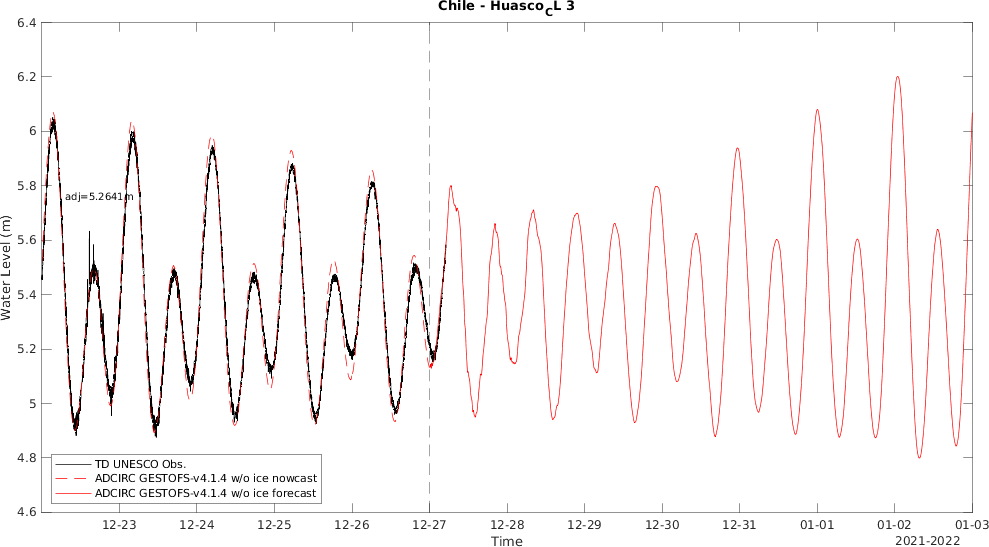 Chile - Huasco_CL 3
6.4
6.2
6
5.8
5.6
5.4
5.2
5
4.8
4.6
Water Level (m)
adj=5.2641m
TD UNESCO Obs.
ADCIRC GESTOFS-v4.1.4 w/o ice nowcast
ADCIRC GESTOFS-v4.1.4 w/o ice forecast
12-23 12-24 12-25 12-26 12-27 12-28 12-29 12-30 12-31 01-01 01-02 01-03
Time
2021-2022